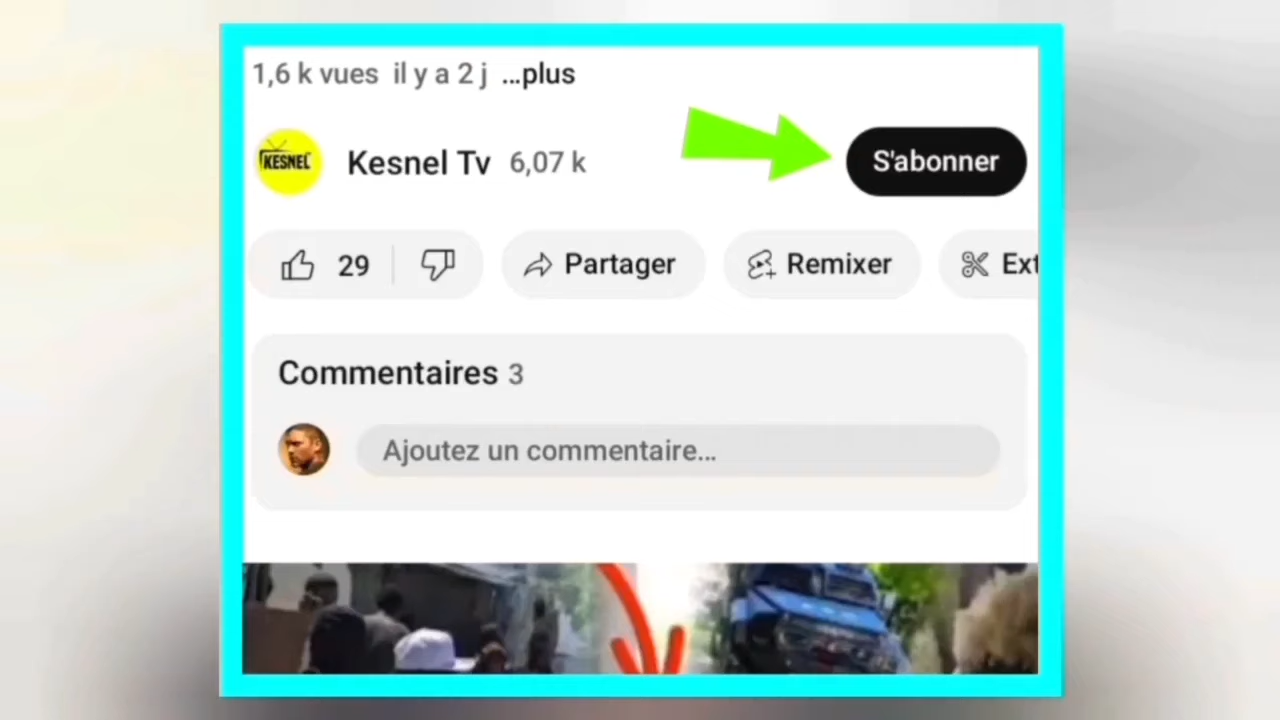 1,6 k vues il y a 2 j ...plus
KESNEL
Kesnel Tv 6,07 k
S'abonner
29
Partager
Remixer
Ext
Commentaires 3
Ajoutez un commentaire...